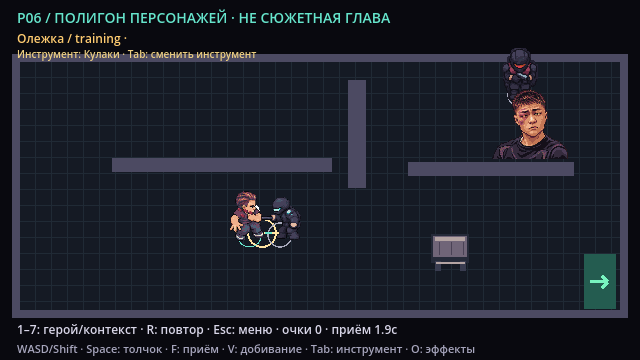 P06 / ПОЛИГОН ПЕРСОНАЖЕЙ · НЕ СЮЖЕТНАЯ ГЛАВА
Олежка / training ·
Инструмент: Кулаки · Tab: сменить инструмент
1–7: герой/контекст · R: повтор · Esc: меню · очки 0 · приём 1.9с
WASD/Shift · Space: толчок · F: приём · V: добивание · Tab: инструмент · O: эффекты